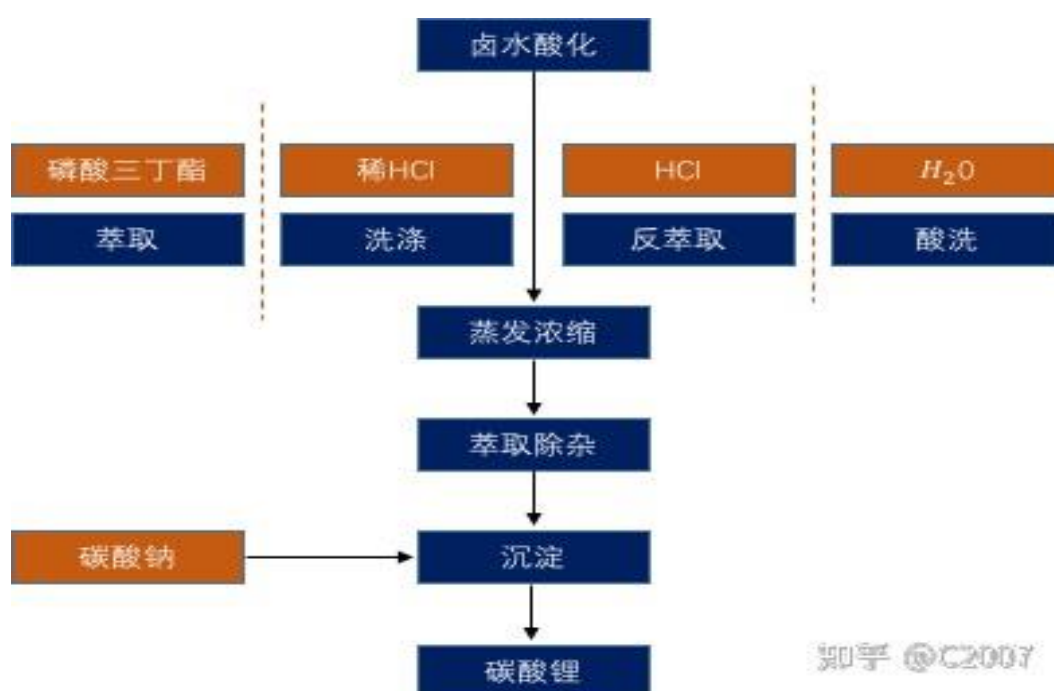 卤水酸化
磷酸三丁酯
稀HCl
HCl
H₂O
萃取
洗涤
反萃取
酸洗
蒸发浓缩
萃取除杂
碳酸钠
沉淀
碳酸锂
知乎 @C2007